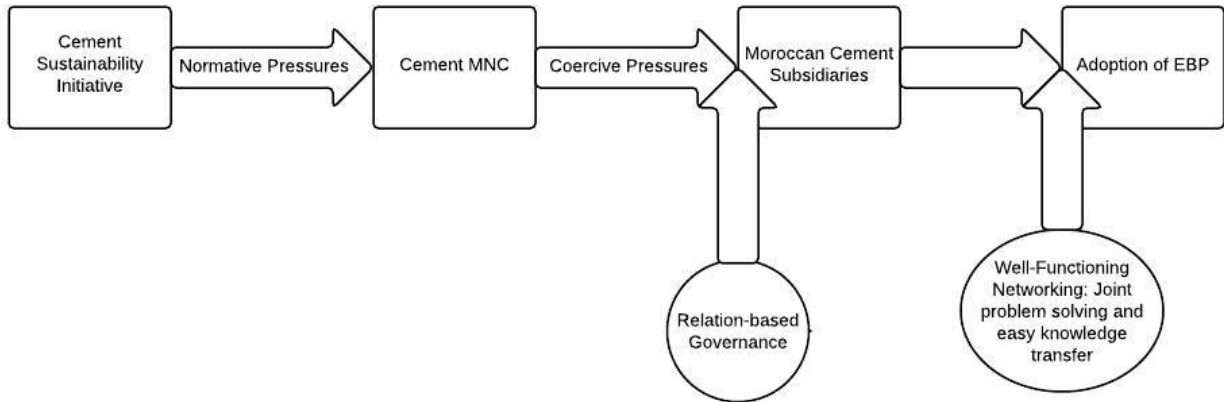 Cement
Sustainability
Initiative
Normative Pressures
Cement MNC
Coercive Pressures
Moroccan Cement
Subsidiaries
Adoption of EBP
Relation-based
Governance
Well-Functioning
Networking: Joint
problem solving and
easy knowledge
transfer